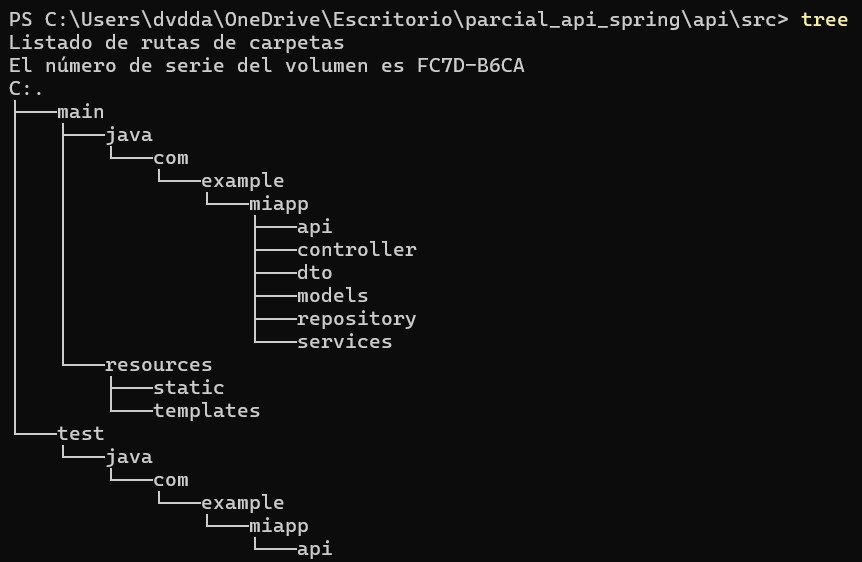 PS C:\Users\dvdda\OneDrive\Escritorio\parcial_api_spring\api\src> tree
Listado de rutas de carpetas
El número de serie del volumen es FC7D-B6CA
C:.
├───main
│   ├───java
│   │   └───com
│   │       └───example
│   │           └───miapp
│   │               ├───api
│   │               ├───controller
│   │               ├───dto
│   │               ├───models
│   │               ├───repository
│   │               └───services
│   └───resources
│       ├───static
│       └───templates
└───test
    └───java
        └───com
            └───example
                └───miapp
                    └───api